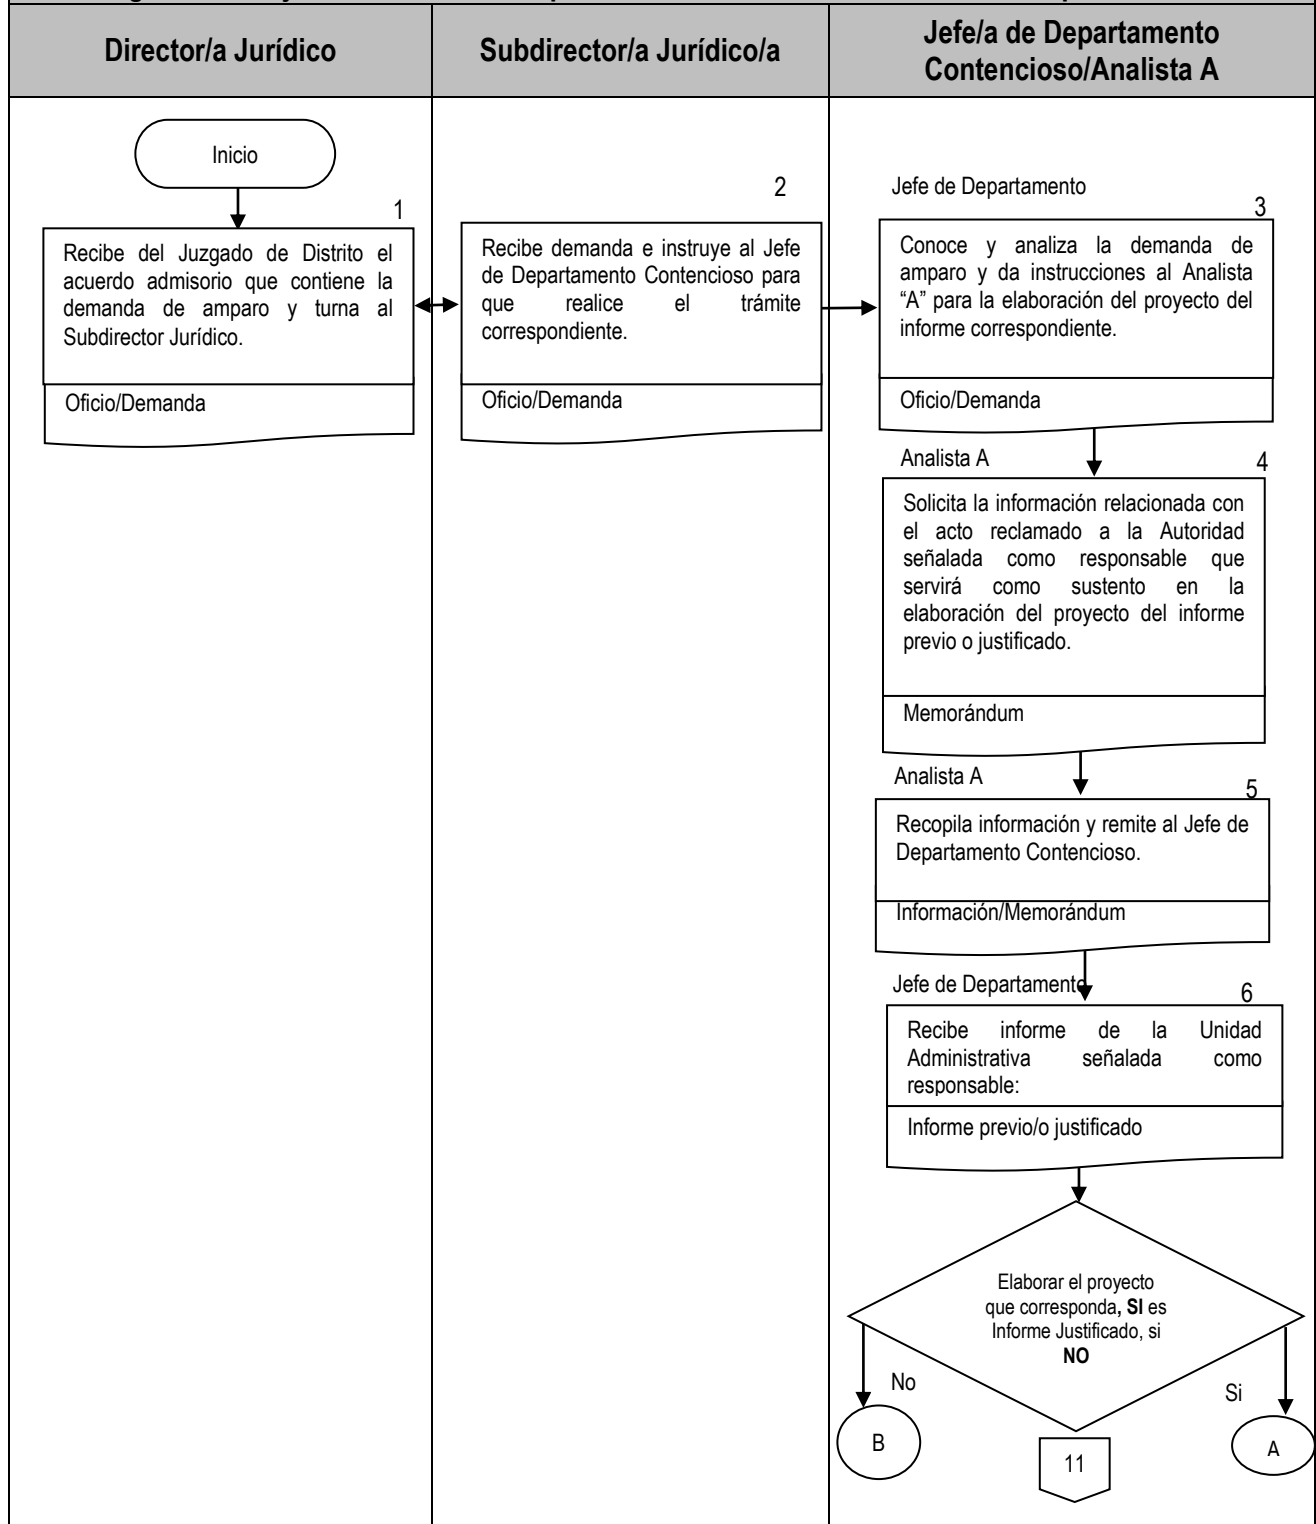 Director/a Jurídico
Subdirector/a Jurídico/a
Jefe/a de Departamento
Contencioso/Analista A
Inicio
1
Recibe del Juzgado de Distrito el
acuerdo admisorio que contiene la
demanda de amparo y turna al
Subdirector Jurídico.
Oficio/Demanda
2
Recibe demanda e instruye al Jefe
de Departamento Contencioso para
que realice el trámite
correspondiente.
Oficio/Demanda
Jefe de Departamento
3
Conoce y analiza la demanda de
amparo y da instrucciones al Analista
“A” para la elaboración del proyecto del
informe correspondiente.
Oficio/Demanda
Analista A
4
Solicita la información relacionada con
el acto reclamado a la Autoridad
señalada como responsable que
servirá como sustento en la
elaboración del proyecto del informe
previo o justificado.
Memorándum
Analista A
5
Recopila información y remite al Jefe de
Departamento Contencioso.
Información/Memorándum
Jefe de Departamento
6
Recibe informe de la Unidad
Administrativa señalada como
responsable:
Informe previo/o justificado
Elaborar el proyecto
que corresponda, SI es
Informe Justificado, si
NO
No
Si
B
11
A